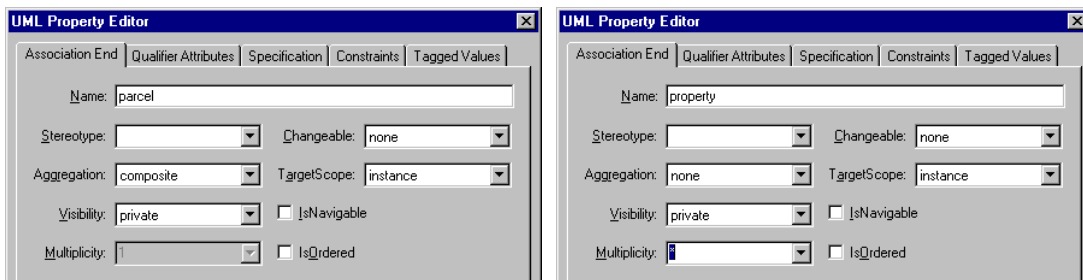 UML Property Editor
Association End Qualifier Attributes Specification Constraints Tagged Values
Name: parcel
Stereotype: Changeable: none
Aggregation: composite TargetScope: instance
Visibility: private IsNavigable
Multiplicity: 1 IsOrdered
UML Property Editor
Association End Qualifier Attributes Specification Constraints Tagged Values
Name: property
Stereotype: Changeable: none
Aggregation: none TargetScope: instance
Visibility: private IsNavigable
Multiplicity: * IsOrdered